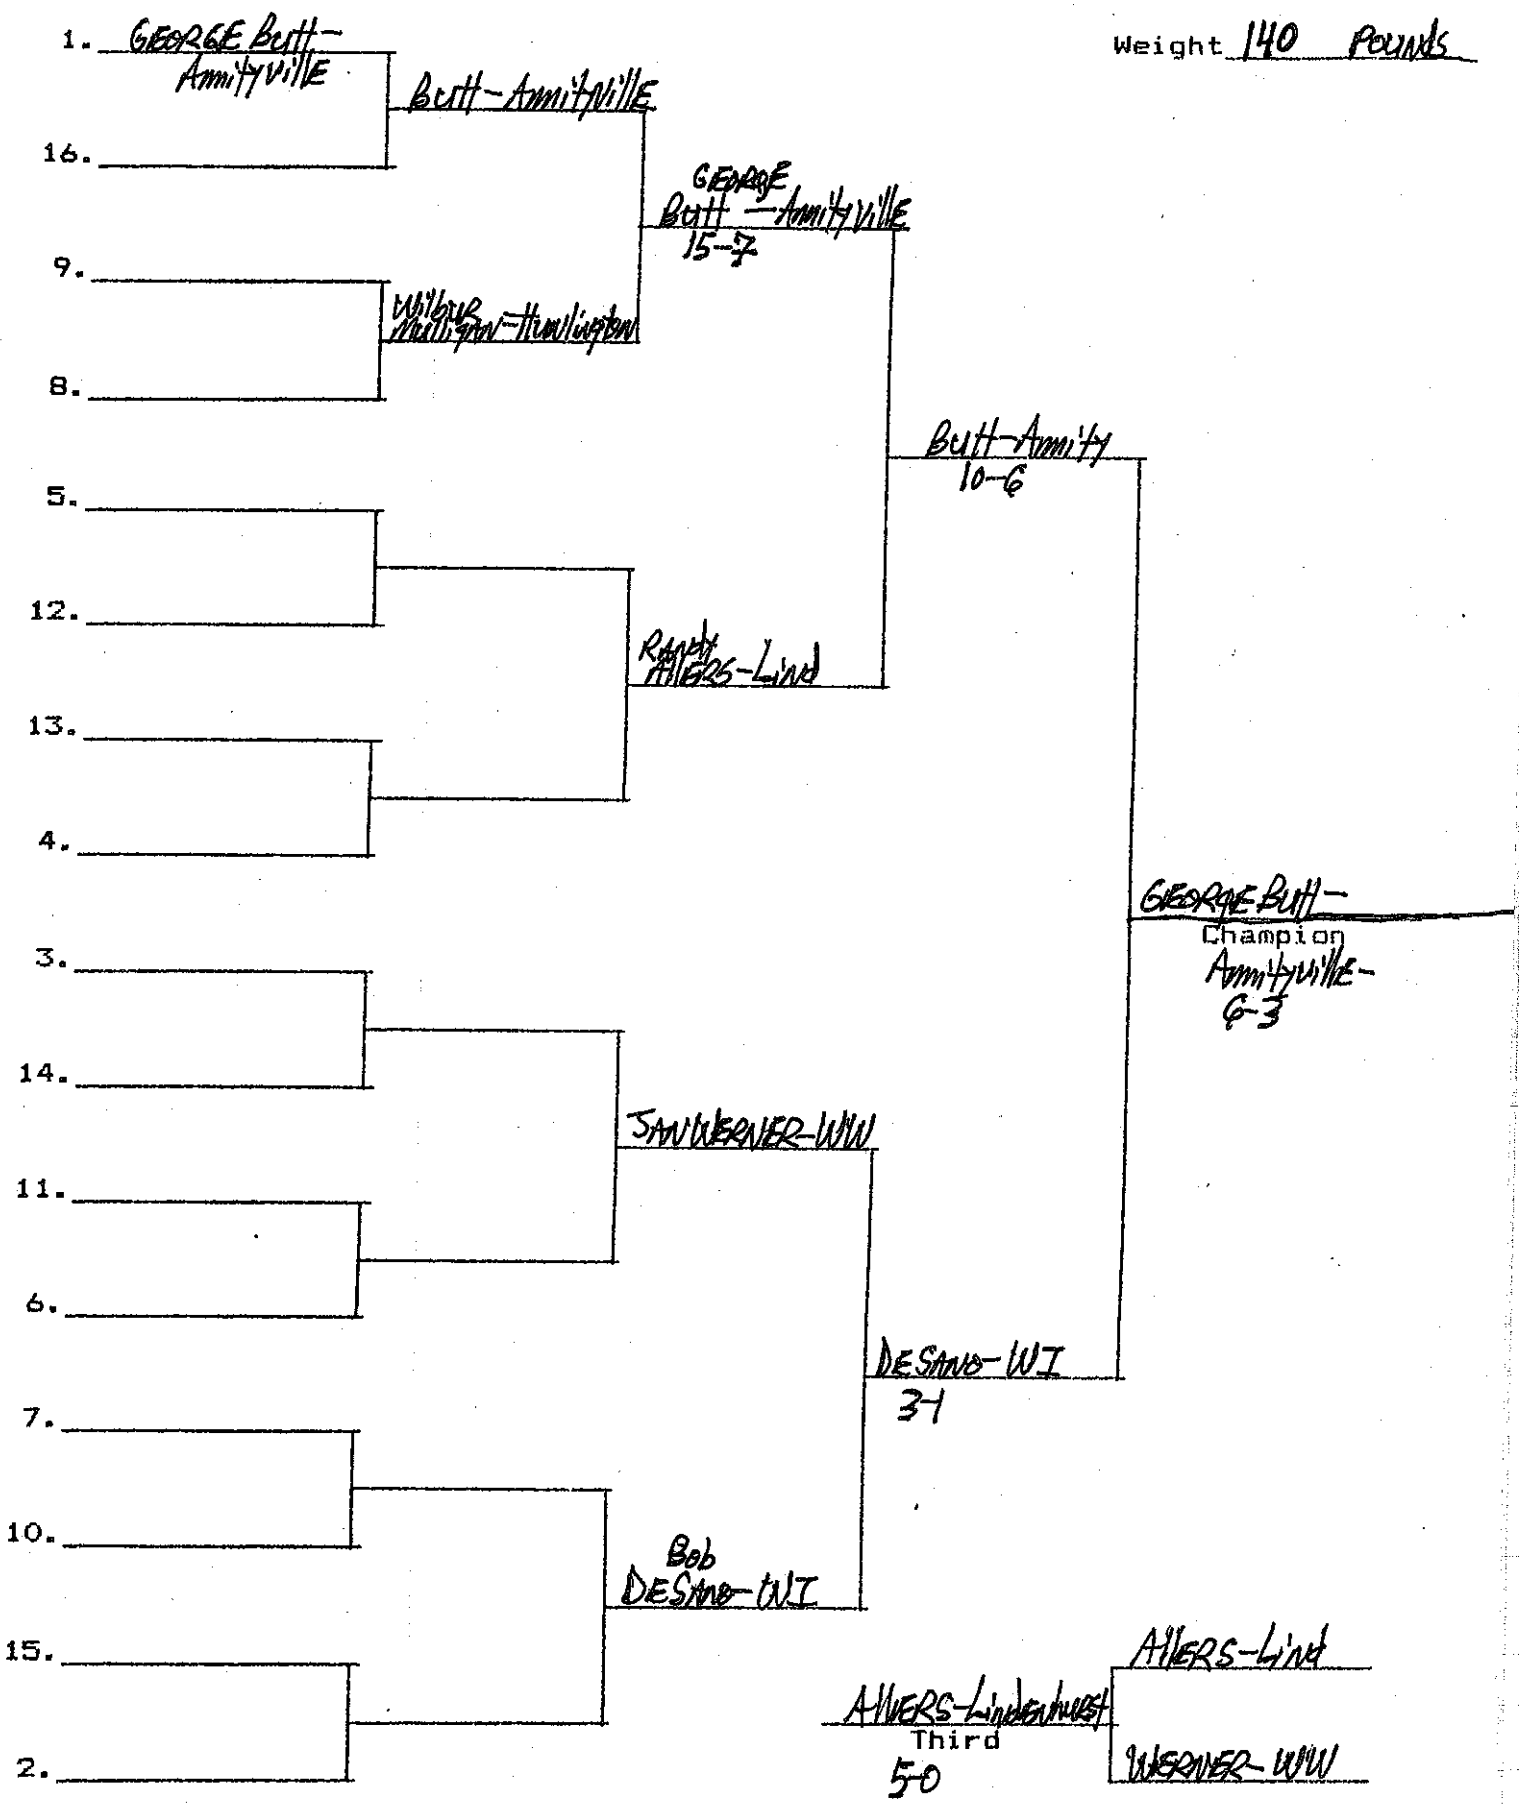 Weight 140 POUNDS
1. GEORGE Butt-
Amityville
Butt-Amityville
16.
GEORGE
Butt-Amityville
15-7
9.
Wilbur
Mulligan-
8.
Butt-Amity
10-6
5.
12.
Randy
Allers-Lind
13.
4.
GEORGE Butt-
Champion
Amityville-
6-3
3.
14.
JAN WERNER-WW
11.
6.
DESANO-WI
3-1
7.
10.
Bob
DESANO-WI
15.
Allers-Lind
Allers-Lindenhurst
Third
5-0
WERNER-WW
2.